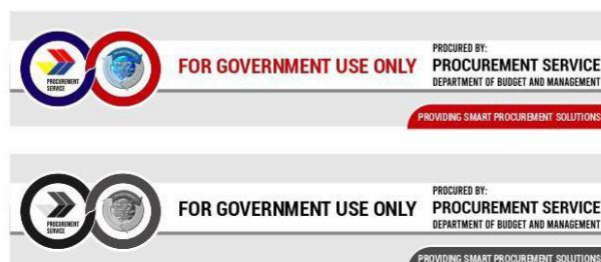 PROCUREMENT
SERVICE
FOR GOVERNMENT USE ONLY
PROCURED BY:
PROCUREMENT SERVICE
DEPARTMENT OF BUDGET AND MANAGEMENT
PROVIDING SMART PROCUREMENT SOLUTIONS
PROCUREMENT
SERVICE
FOR GOVERNMENT USE ONLY
PROCURED BY:
PROCUREMENT SERVICE
DEPARTMENT OF BUDGET AND MANAGEMENT
PROVIDING SMART PROCUREMENT SOLUTIONS